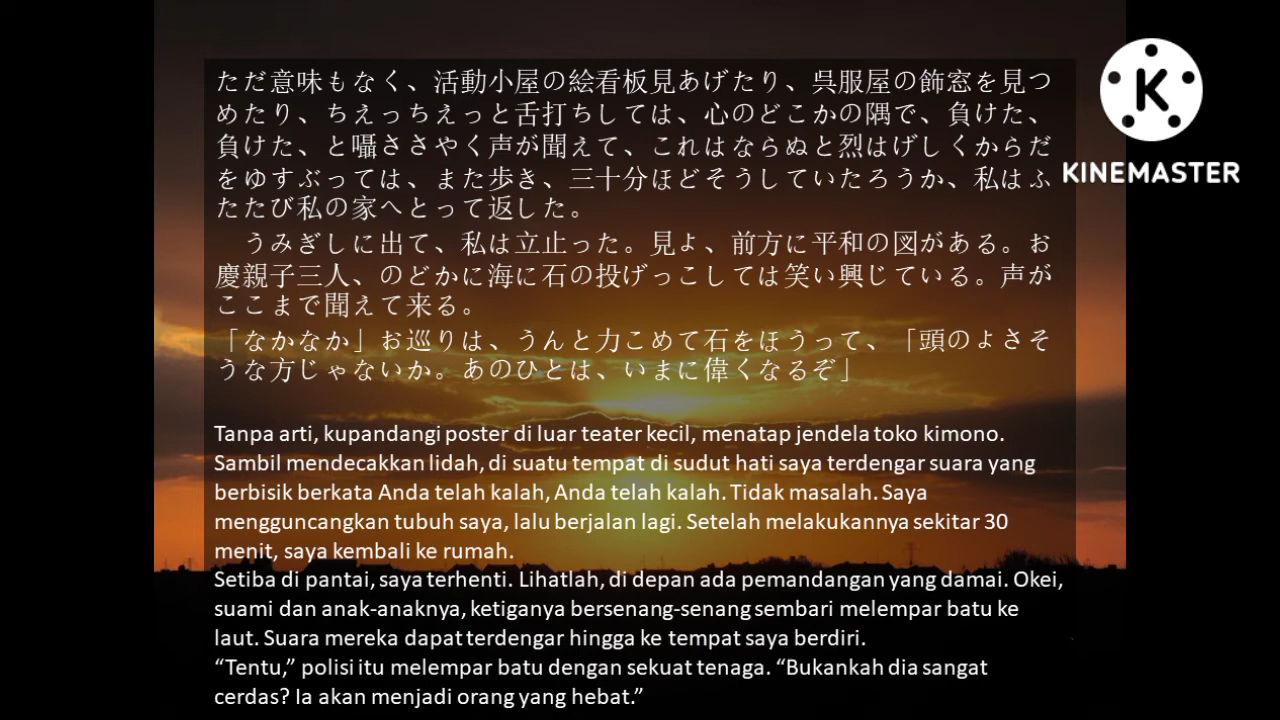 ただ意味もなく、活動小屋の絵看板見あげたり、呉服屋の飾窓を見つ
めたり、ちえっちえっと舌打ちしては、心のどこかの隅で、負けた、
負けた、と囁ささやく声が聞えて、これはならぬと烈はげしくからだ
をゆすぶっては、また歩き、三十分ほどそうしていたろうか、私はふ
たたび私の家へとって返した。
うみぎしに出て、私は立止った。見よ、前方に平和の図がある。お
慶親子三人、のどかに海に石の投げっこしては笑い興じている。声が
ここまで聞えて来る。
「なかなか」お巡りは、うんと力こめて石をほうって、「頭のよさそ
うな方じゃないか。あのひとは、いまに偉くなるぞ」
Tanpa arti, kupandangi poster di luar teater kecil, menatap jendela toko kimono.
Sambil mendecakkan lidah, di suatu tempat di sudut hati saya terdengar suara yang
berbisik berkata Anda telah kalah, Anda telah kalah. Tidak masalah. Saya
mengguncangkan tubuh saya, lalu berjalan lagi. Setelah melakukannya sekitar 30
menit, saya kembali ke rumah.
Setiba di pantai, saya terhenti. Lihatlah, di depan ada pemandangan yang damai. Okei,
suami dan anak-anaknya, ketiganya bersenang-senang sembari melempar batu ke
laut. Suara mereka dapat terdengar hingga ke tempat saya berdiri.
“Tentu,” polisi itu melempar batu dengan sekuat tenaga. “Bukankah dia sangat
cerdas? Ia akan menjadi orang yang hebat.”
K
KINEMASTER